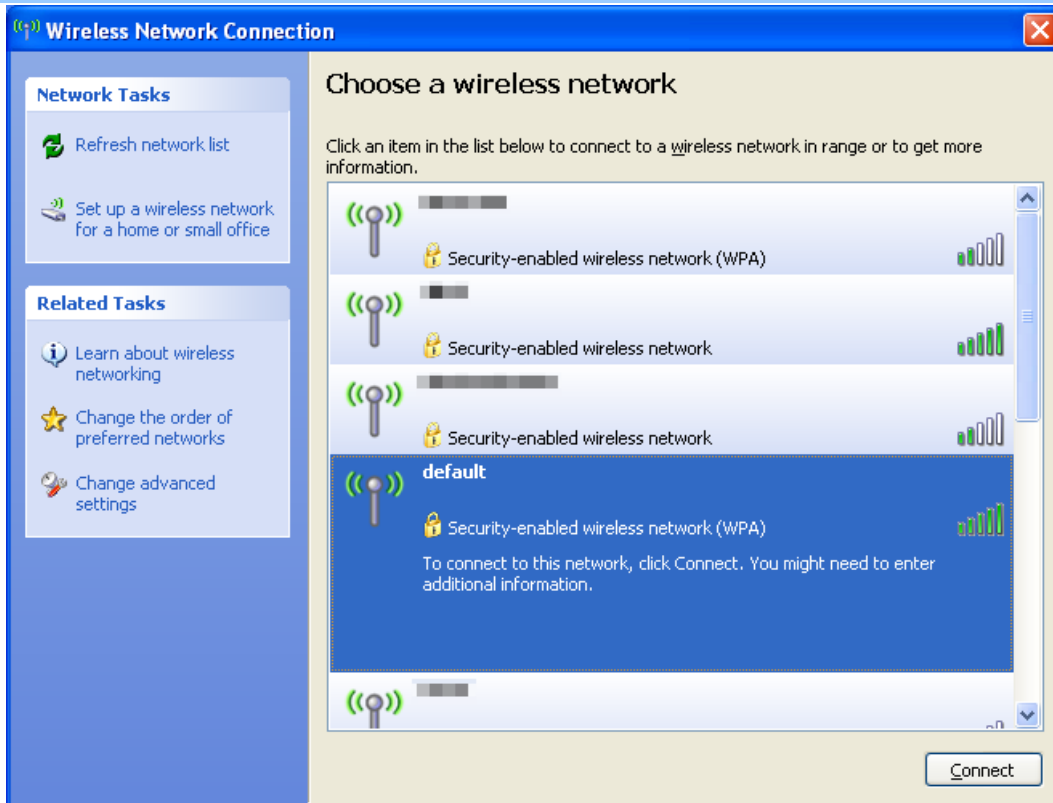 Wireless Network Connection
Network Tasks
Refresh network list
Set up a wireless network
for a home or small office
Related Tasks
Learn about wireless
networking
Change the order of
preferred networks
Change advanced
settings
Choose a wireless network
Click an item in the list below to connect to a wireless network in range or to get more
information.
Security-enabled wireless network (WPA)
Security-enabled wireless network
Security-enabled wireless network
default
Security-enabled wireless network (WPA)
To connect to this network, click Connect. You might need to enter
additional information.
Connect